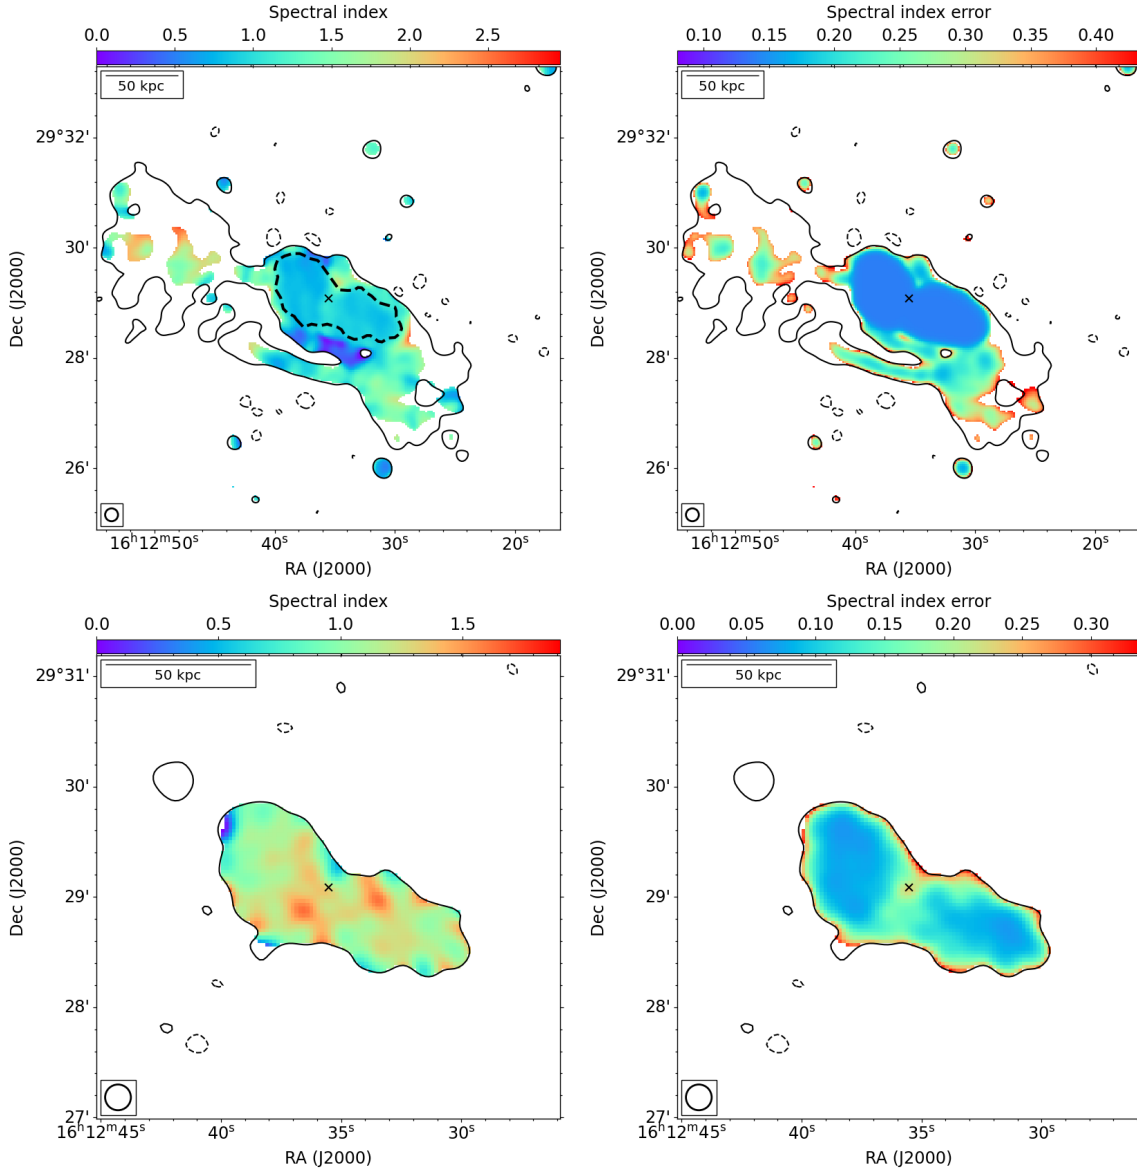 Spectral index
0.0 0.5 1.0 1.5 2.0 2.5
50 kpc
29°32'
30'
28'
26'
Dec (J2000)
16ʰ12ᵐ50ˢ 40ˢ 30ˢ 20ˢ
RA (J2000)
Spectral index error
0.10 0.15 0.20 0.25 0.30 0.35 0.40
50 kpc
29°32'
30'
28'
26'
Dec (J2000)
16ʰ12ᵐ50ˢ 40ˢ 30ˢ 20ˢ
RA (J2000)
Spectral index
0.0 0.5 1.0 1.5
50 kpc
29°31'
30'
29'
28'
27'
Dec (J2000)
16ʰ12ᵐ45ˢ 40ˢ 35ˢ 30ˢ
RA (J2000)
Spectral index error
0.00 0.05 0.10 0.15 0.20 0.25 0.30
50 kpc
29°31'
30'
29'
28'
27'
Dec (J2000)
16ʰ12ᵐ45ˢ 40ˢ 35ˢ 30ˢ
RA (J2000)